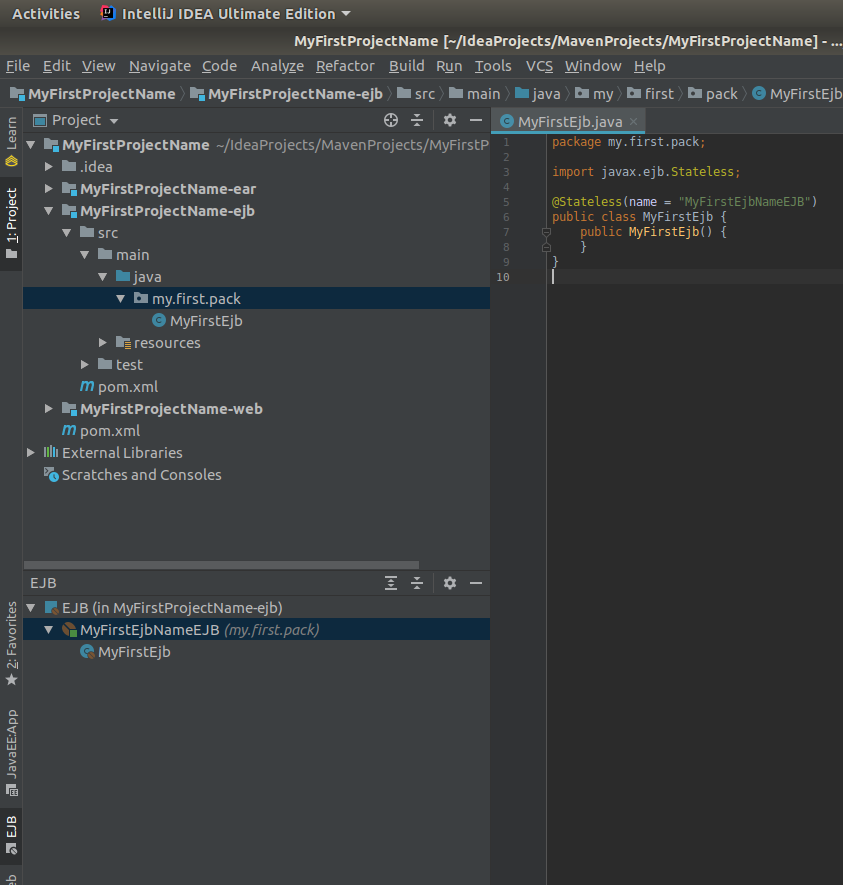 Activities IntelliJ IDEA Ultimate Edition
MyFirstProjectName [~/IdeaProjects/MavenProjects/MyFirstProjectName] - ...
File Edit View Navigate Code Analyze Refactor Build Run Tools VCS Window Help
MyFirstProjectName MyFirstProjectName-ejb src main java my first pack MyFirstEjb
Learn
1: Project
2: Favorites
JavaEE:App
EJB
eb
Project
MyFirstProjectName ~/IdeaProjects/MavenProjects/MyFirstP
.idea
MyFirstProjectName-ear
MyFirstProjectName-ejb
src
main
java
my.first.pack
MyFirstEjb
resources
test
pom.xml
MyFirstProjectName-web
pom.xml
External Libraries
Scratches and Consoles
EJB
EJB (in MyFirstProjectName-ejb)
MyFirstEjbNameEJB (my.first.pack)
MyFirstEjb
MyFirstEjb.java
1 package my.first.pack;
2
3 import javax.ejb.Stateless;
4
5 @Stateless(name = "MyFirstEjbNameEJB")
6 public class MyFirstEjb {
7 public MyFirstEjb() {
8 }
9 }
10